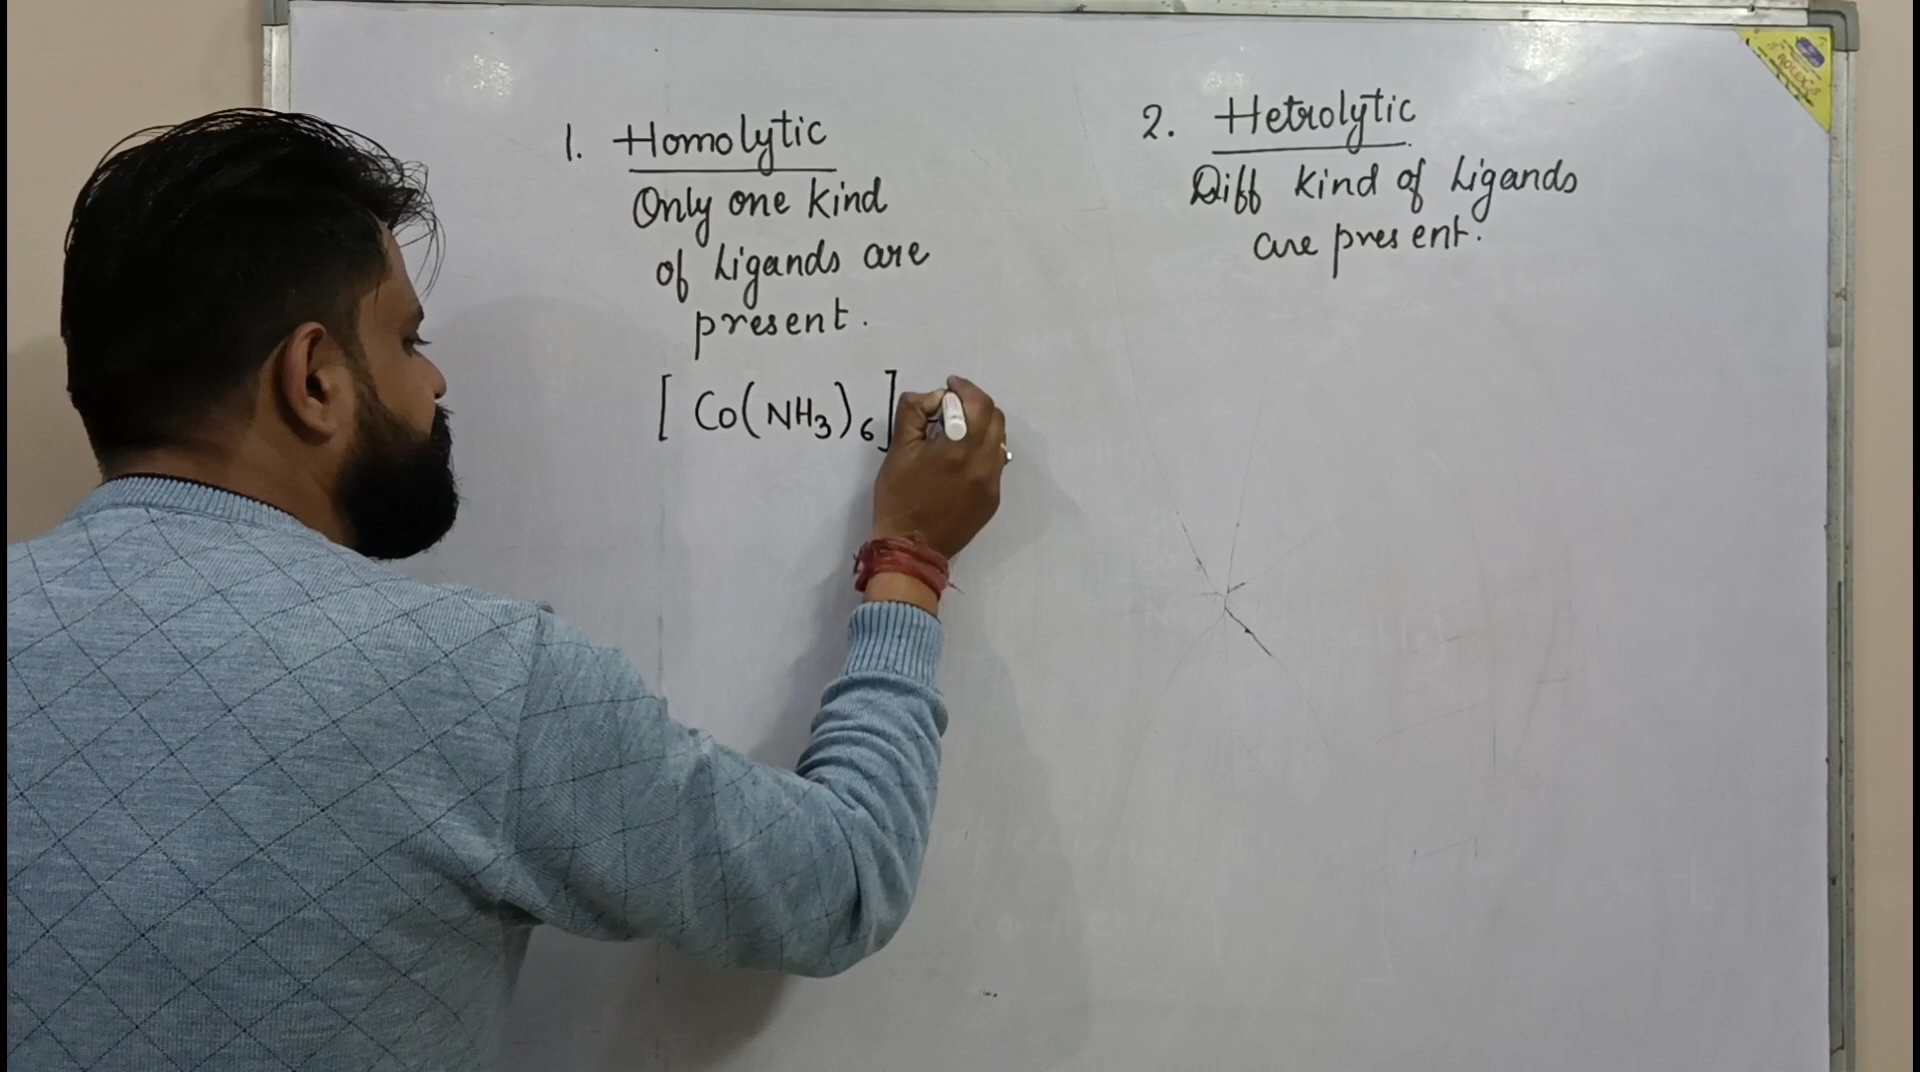 1. Homolytic
Only one kind
of Ligands are
present.
[Co(NH₃)₆]
2. Hetrolytic
Diff kind of Ligands
are present.